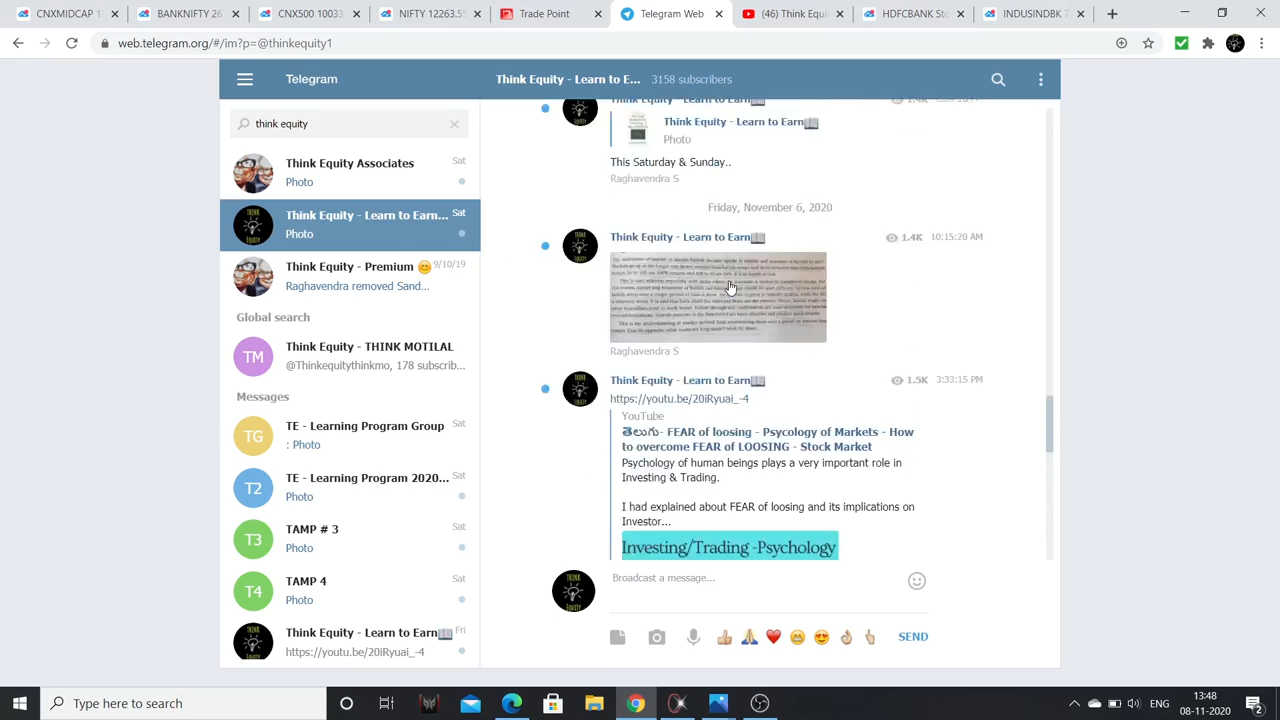 CNXMIDCAP 1
BANKNIFTY 26
CNX500 10033
NIFTY 12263.55
Trade Point
Telegram Web
(46) Think Equi
HDFCBANK Sto
INDUSINDBK 7
web.telegram.org/#/im?p=@thinkequity1
Telegram
Think Equity - Learn to E... 3158 subscribers
think equity
Think Equity Associates Sat
Photo
Think Equity - Learn to Earn... Sat
Photo
Think Equity - Premium 9/10/19
Raghavendra removed Sand...
Global search
TM
Think Equity - THINK MOTILAL
@Thinkequitythinkmo, 178 subscrib...
Messages
TG
TE - Learning Program Group Sat
: Photo
T2
TE - Learning Program 2020... Sat
Photo
T3
TAMP # 3 Sat
Photo
T4
TAMP 4 Sat
Photo
Think Equity - Learn to Earn Fri
https://youtu.be/20iRyuai_-4
Think Equity - Learn to Earn 1.4K
Think Equity - Learn to Earn
Photo
This Saturday & Sunday..
Raghavendra S
Friday, November 6, 2020
Think Equity - Learn to Earn 1.4K 10:15:20 AM
Raghavendra S
Think Equity - Learn to Earn 1.5K 3:33:15 PM
https://youtu.be/20iRyuai_-4
YouTube
తెలుగు- FEAR of loosing - Psycology of Markets - How
to overcome FEAR of LOOSING - Stock Market
Psychology of human beings plays a very important role in
Investing & Trading.
I had explained about FEAR of loosing and its implications on
Investor...
Investing/Trading -Psychology
THINK EQUITY
Broadcast a message...
SEND
Type here to search
ENG
13:48
08-11-2020
2